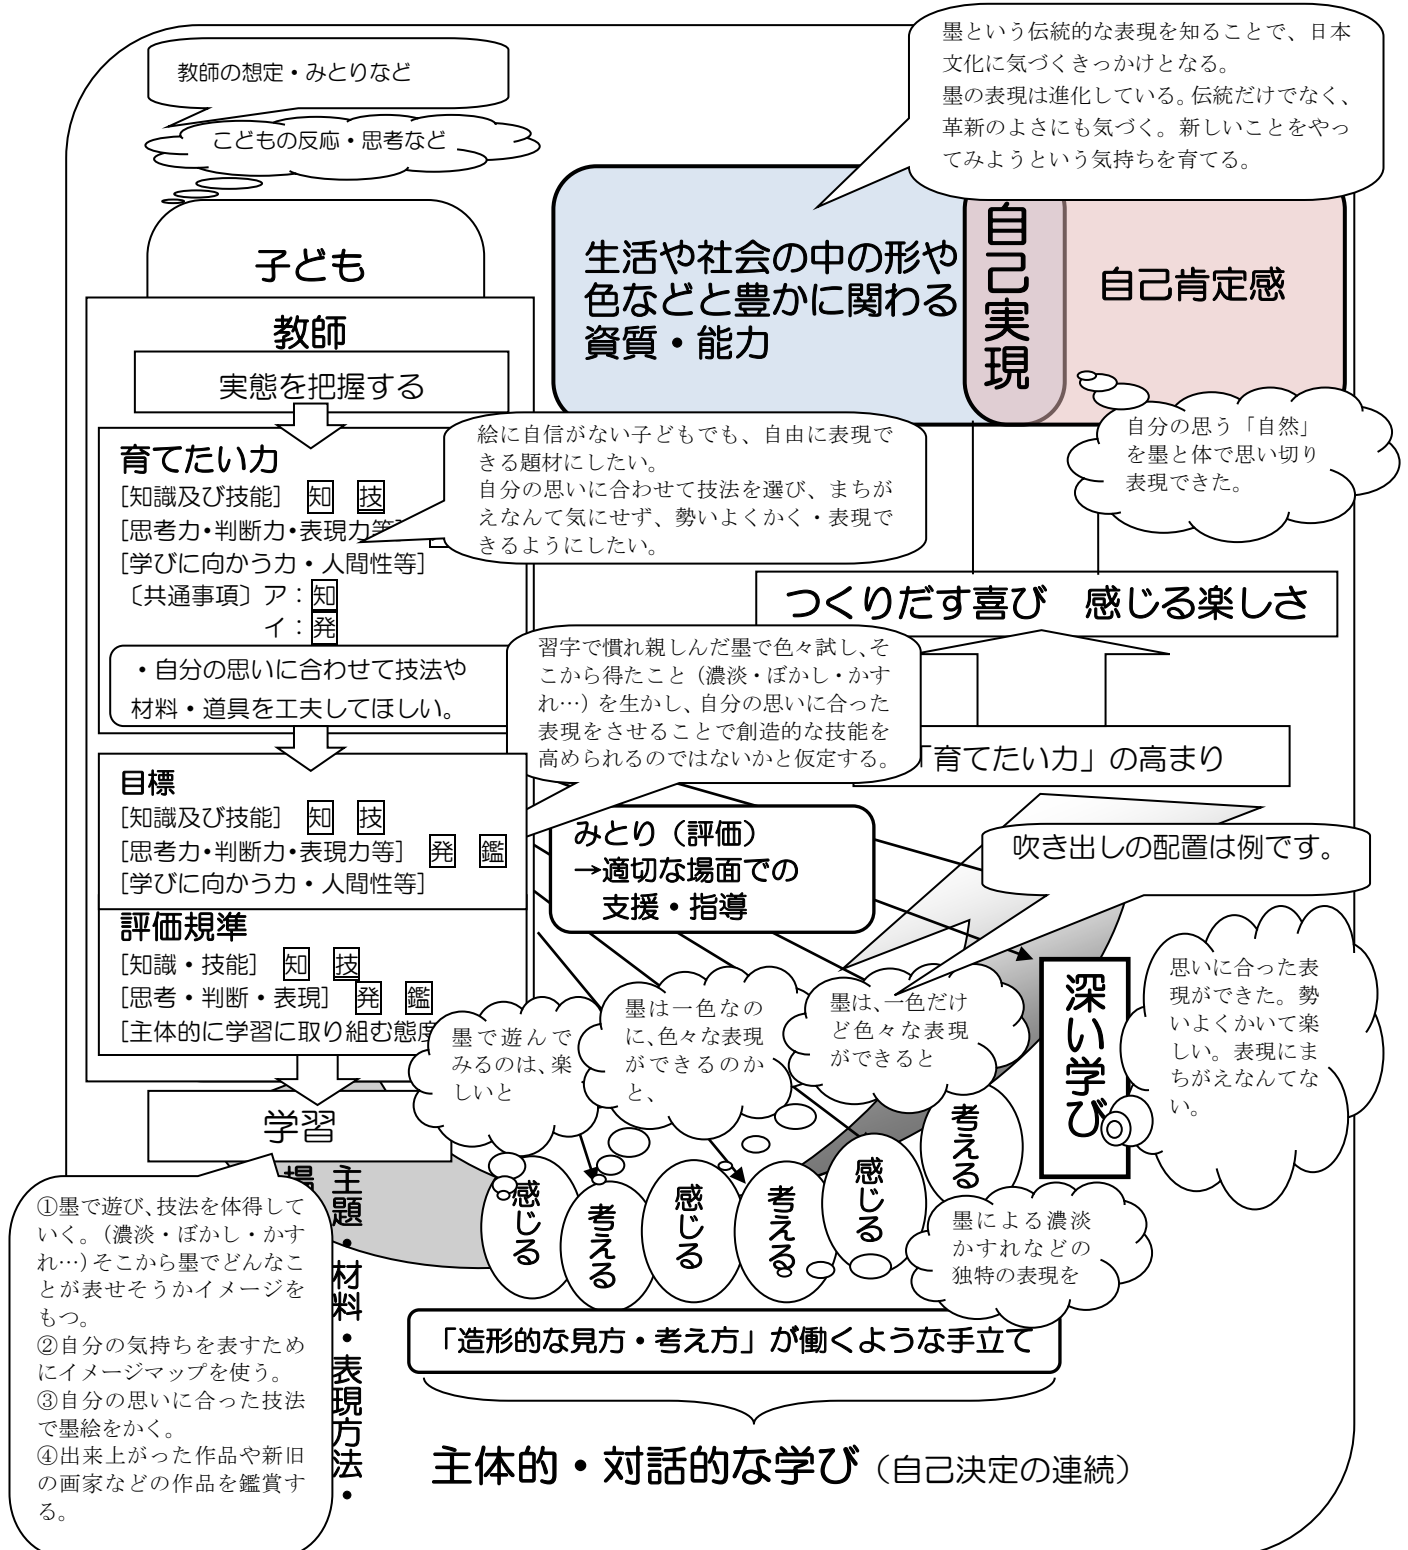 墨という伝統的な表現を知ることで、日本
文化に気づくきっかけとなる。
墨の表現は進化している。伝統だけでなく、
革新のよさにも気づく。新しいことをやっ
てみようという気持ちを育てる。
教師の想定・みとりなど
こどもの反応・思考など
子ども
教師
実態を把握する
生活や社会の中の形や
色などと豊かに関わる
資質・能力
自己実現
自己肯定感
自分の思う「自然」
を墨と体で思い切り
表現できた。
育てたい力
[知識及び技能]　知　技
[思考力・判断力・表現力等]
[学びに向かう力・人間性等]
〔共通事項〕ア：知
イ：発
絵に自信がない子どもでも、自由に表現で
きる題材にしたい。
自分の思いに合わせて技法を選び、まちが
えなんて気にせず、勢いよくかく・表現で
きるようにしたい。
・自分の思いに合わせて技法や
材料・道具を工夫してほしい。
つくりだす喜び　感じる楽しさ
習字で慣れ親しんだ墨で色々試し、そ
こから得たこと（濃淡・ぼかし・かす
れ…）を生かし、自分の思いに合った
表現をさせることで創造的な技能を
高められるのではないかと仮定する。
「育てたい力」の高まり
目標
[知識及び技能]　知　技
[思考力・判断力・表現力等]　発　鑑
[学びに向かう力・人間性等]
みとり（評価）
→適切な場面での
支援・指導
吹き出しの配置は例です。
評価規準
[知識・技能]　知　技
[思考・判断・表現]　発　鑑
[主体的に学習に取り組む態度
墨で遊んで
みるのは、楽
しいと
墨は一色なの
に、色々な表現
ができるのか
と、
墨は、一色だけ
ど色々な表現
ができると
深い学び
思いに合った表
現ができた。勢
いよくかいて楽
しい。表現にま
ちがえなんてな
い。
学習
主題・材料・表現方法・
場
感じる
考える
感じる
考える
感じる
考える
墨による濃淡
かすれなどの
独特の表現を
①墨で遊び、技法を体得して
いく。（濃淡・ぼかし・かす
れ…）そこから墨でどんなこ
とが表せそうかイメージを
もつ。
②自分の気持ちを表すため
にイメージマップを使う。
③自分の思いに合った技法
で墨絵をかく。
④出来上がった作品や新旧
の画家などの作品を鑑賞す
る。
「造形的な見方・考え方」が働くような手立て
主体的・対話的な学び（自己決定の連続）